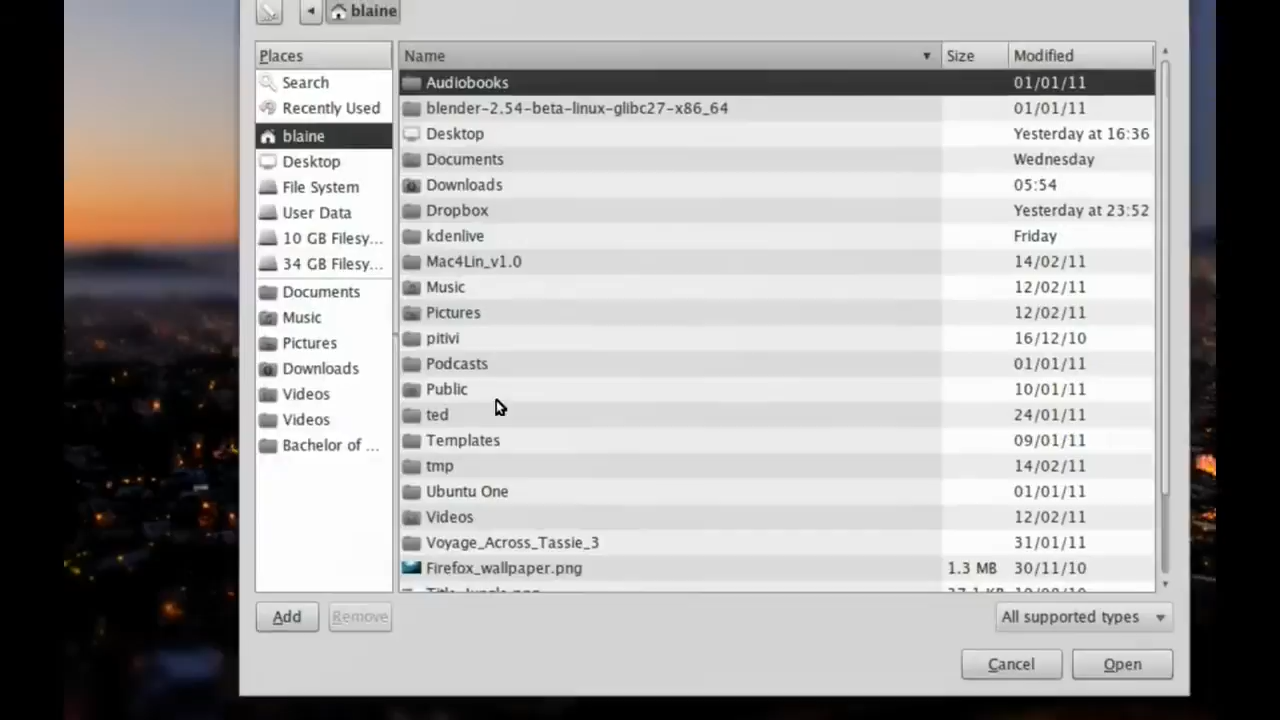 blaine
Places
Name Size Modified
Search
Recently Used
blaine
Desktop
File System
User Data
10 GB Filesy...
34 GB Filesy...
Documents
Music
Pictures
Downloads
Videos
Videos
Bachelor of ...
Audiobooks 01/01/11
blender-2.54-beta-linux-glibc27-x86_64 01/01/11
Desktop Yesterday at 16:36
Documents Wednesday
Downloads 05:54
Dropbox Yesterday at 23:52
kdenlive Friday
Mac4Lin_v1.0 14/02/11
Music 12/02/11
Pictures 12/02/11
pitivi 16/12/10
Podcasts 01/01/11
Public 10/01/11
ted 24/01/11
Templates 09/01/11
tmp 14/02/11
Ubuntu One 01/01/11
Videos 12/02/11
Voyage_Across_Tassie_3 31/01/11
Firefox_wallpaper.png 1.3 MB 30/11/10
Add Remove
All supported types
Cancel Open